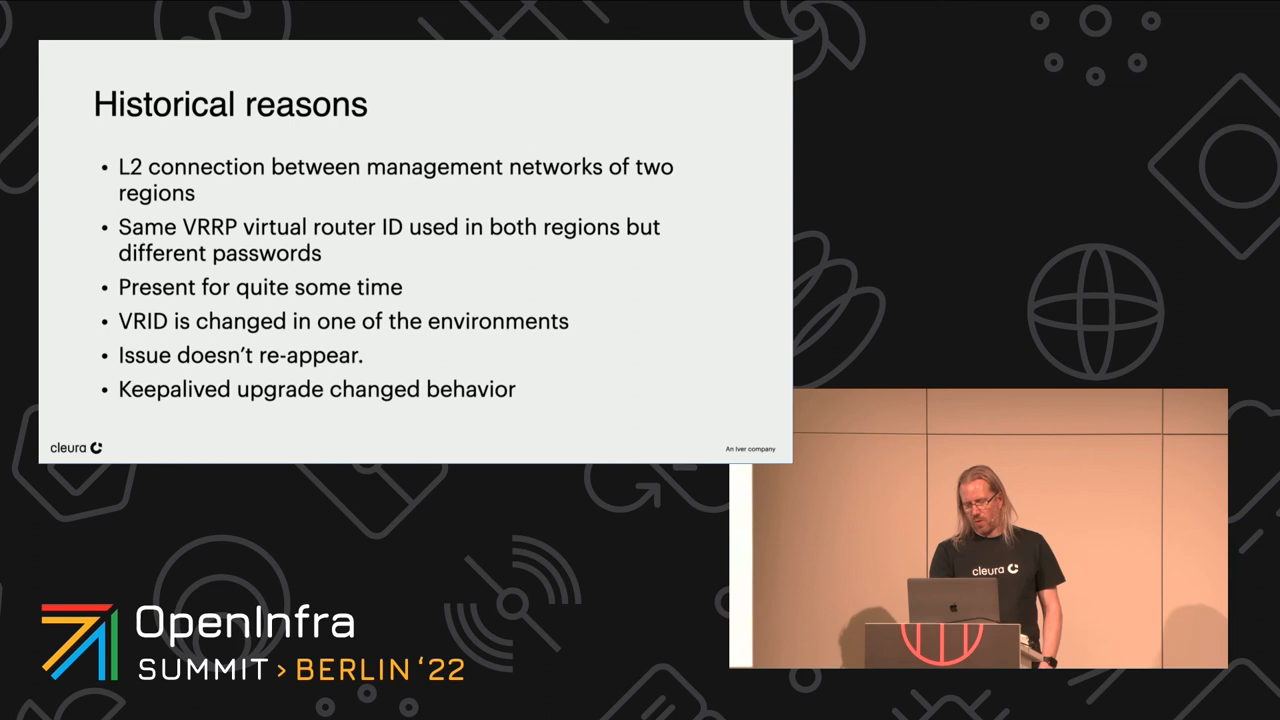 Historical reasons
• L2 connection between management networks of two
regions
• Same VRRP virtual router ID used in both regions but
different passwords
• Present for quite some time
• VRID is changed in one of the environments
• Issue doesn’t re-appear.
• Keepalived upgrade changed behavior
cleura
An Iver company
cleura
OpenInfra
SUMMIT > BERLIN ‘22